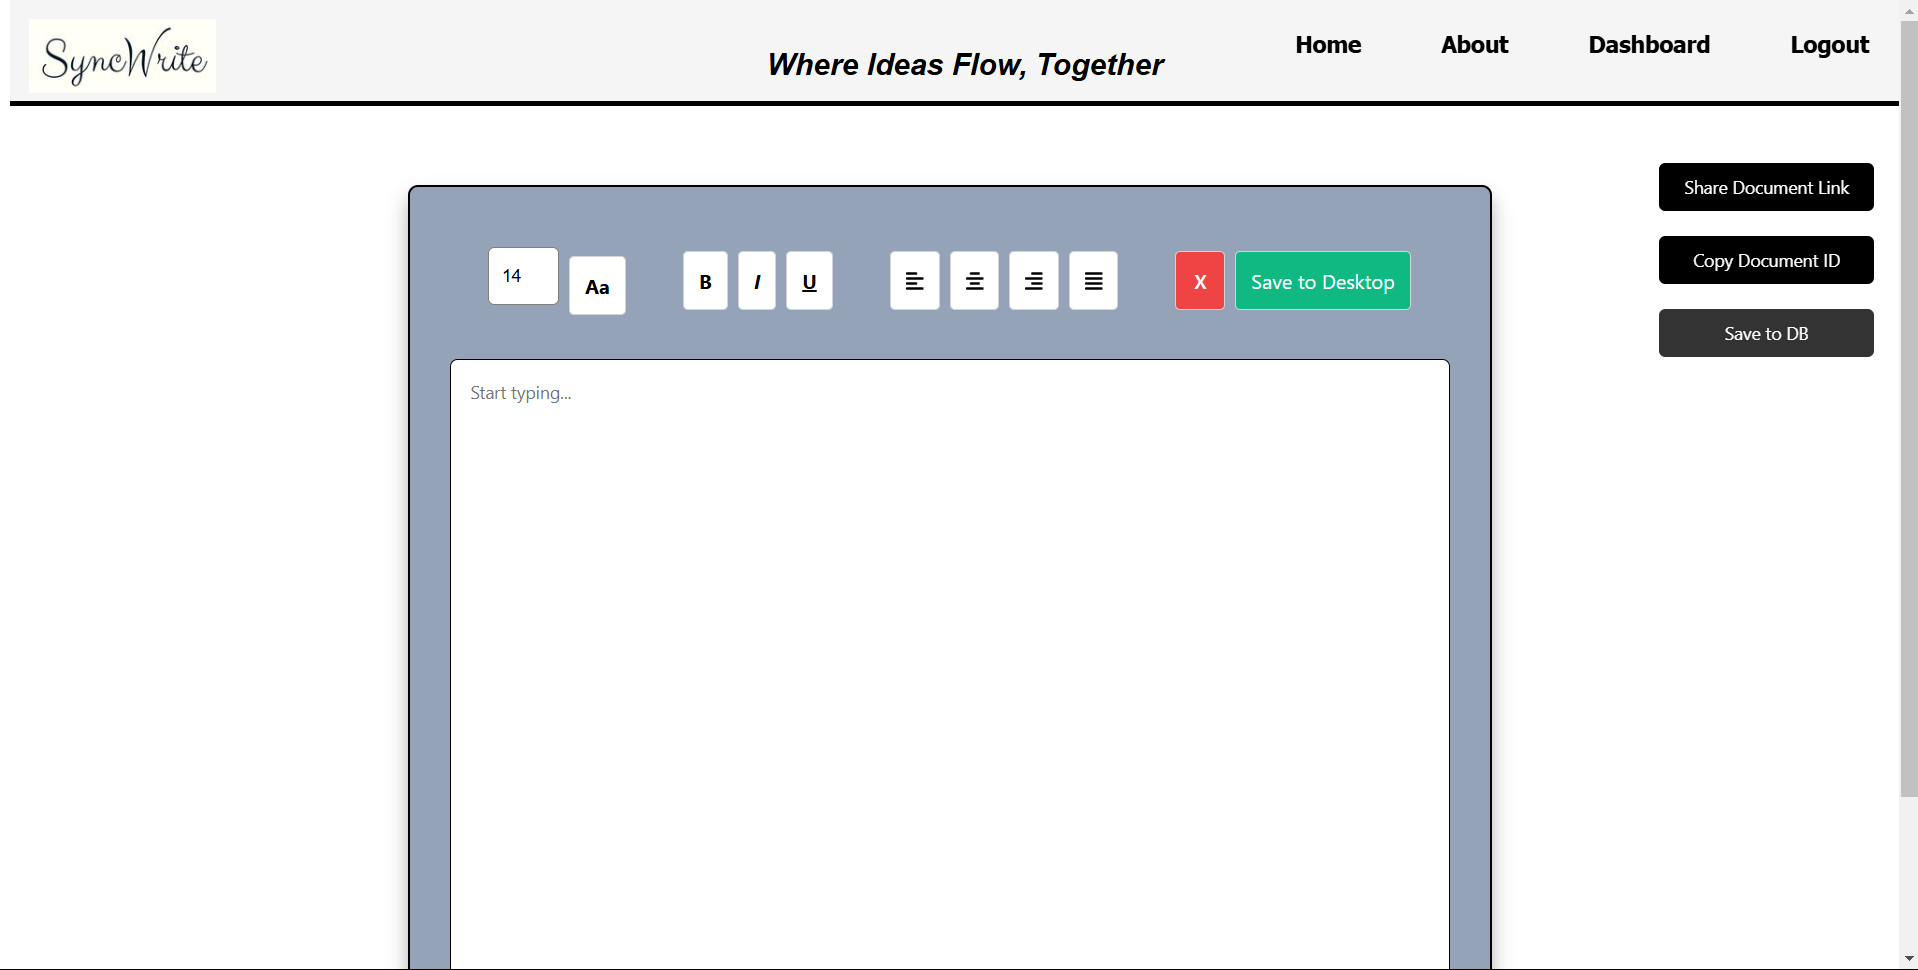 SyncWrite
Where Ideas Flow, Together
Home About Dashboard Logout
Share Document Link
Copy Document ID
Save to DB
14 Aa B I U X Save to Desktop
Start typing...